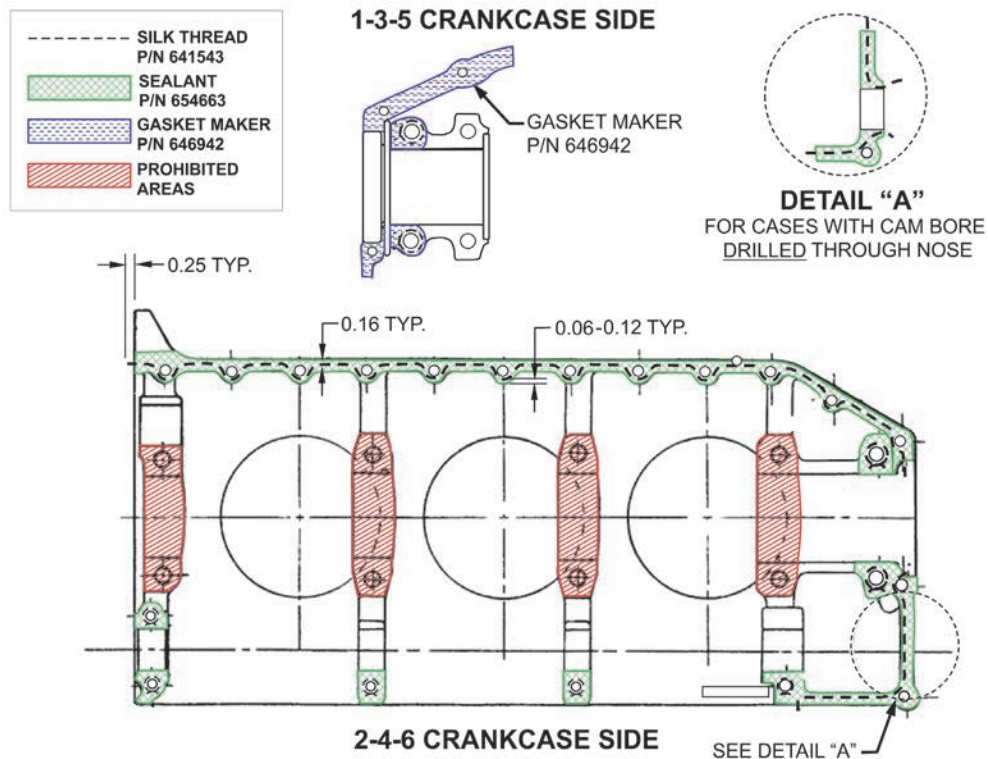 1-3-5 CRANKCASE SIDE
SILK THREAD
P/N 641543
SEALANT
P/N 654663
GASKET MAKER
P/N 646942
PROHIBITED
AREAS
GASKET MAKER
P/N 646942
DETAIL “A”
FOR CASES WITH CAM BORE
DRILLED THROUGH NOSE
0.25 TYP.
0.16 TYP.
0.06-0.12 TYP.
2-4-6 CRANKCASE SIDE
SEE DETAIL “A”